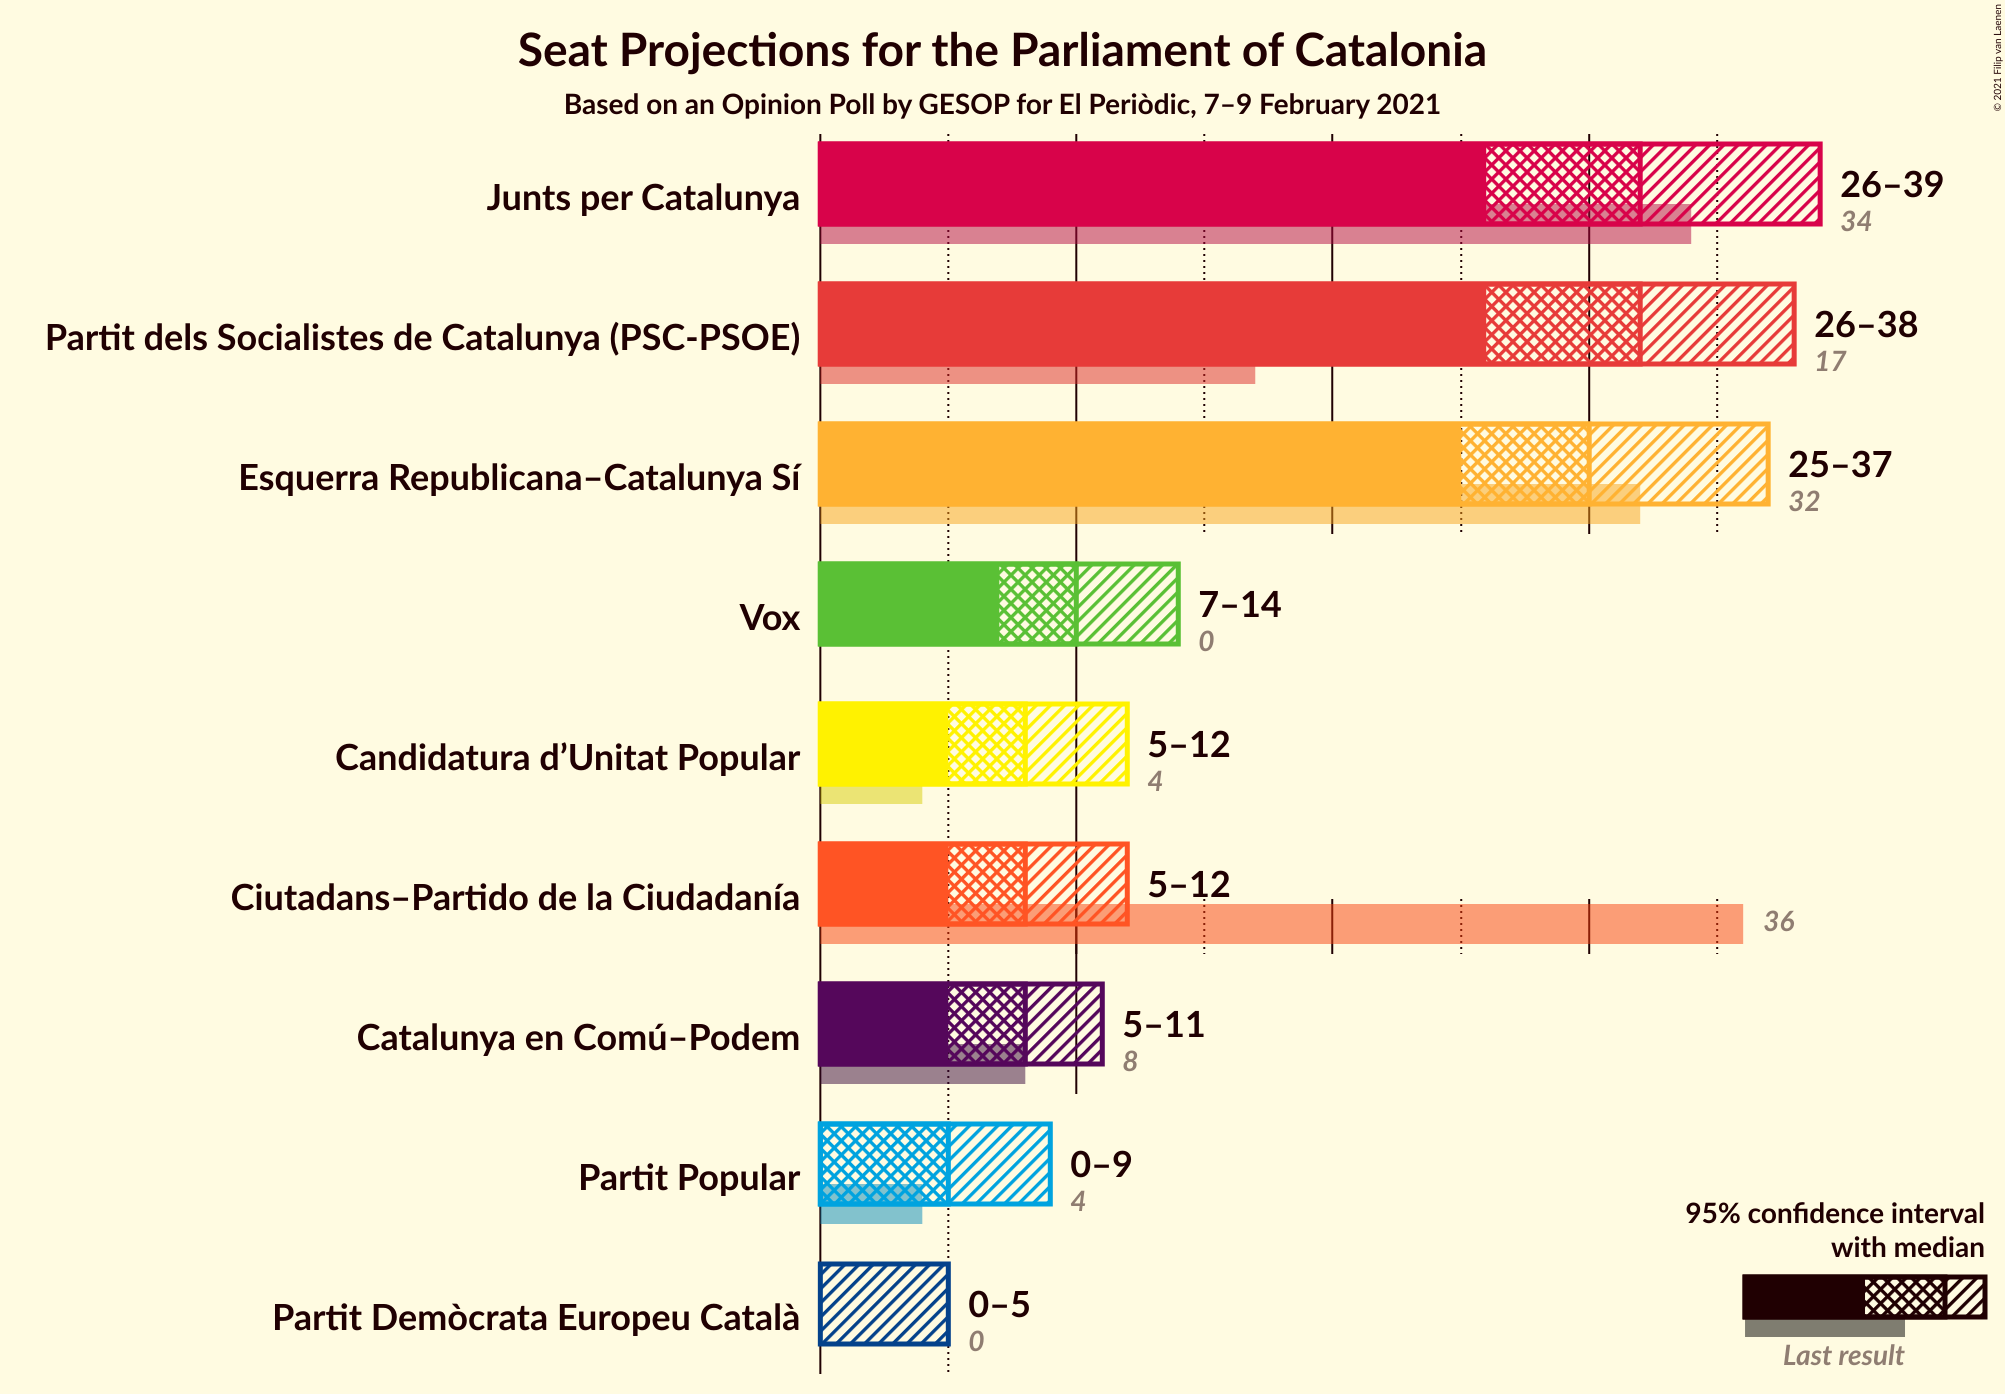 Seat Projections for the Parliament of Catalonia
Based on an Opinion Poll by GESOP for El Periòdic, 7–9 February 2021
© 2021 Filip van Laenen
Junts per Catalunya
26–39
34
Partit dels Socialistes de Catalunya (PSC-PSOE)
26–38
17
Esquerra Republicana–Catalunya Sí
25–37
32
Vox
7–14
0
Candidatura d’Unitat Popular
5–12
4
Ciutadans–Partido de la Ciudadanía
5–12
36
Catalunya en Comú–Podem
5–11
8
Partit Popular
0–9
4
Partit Demòcrata Europeu Català
0–5
0
95% confidence interval
with median
Last result